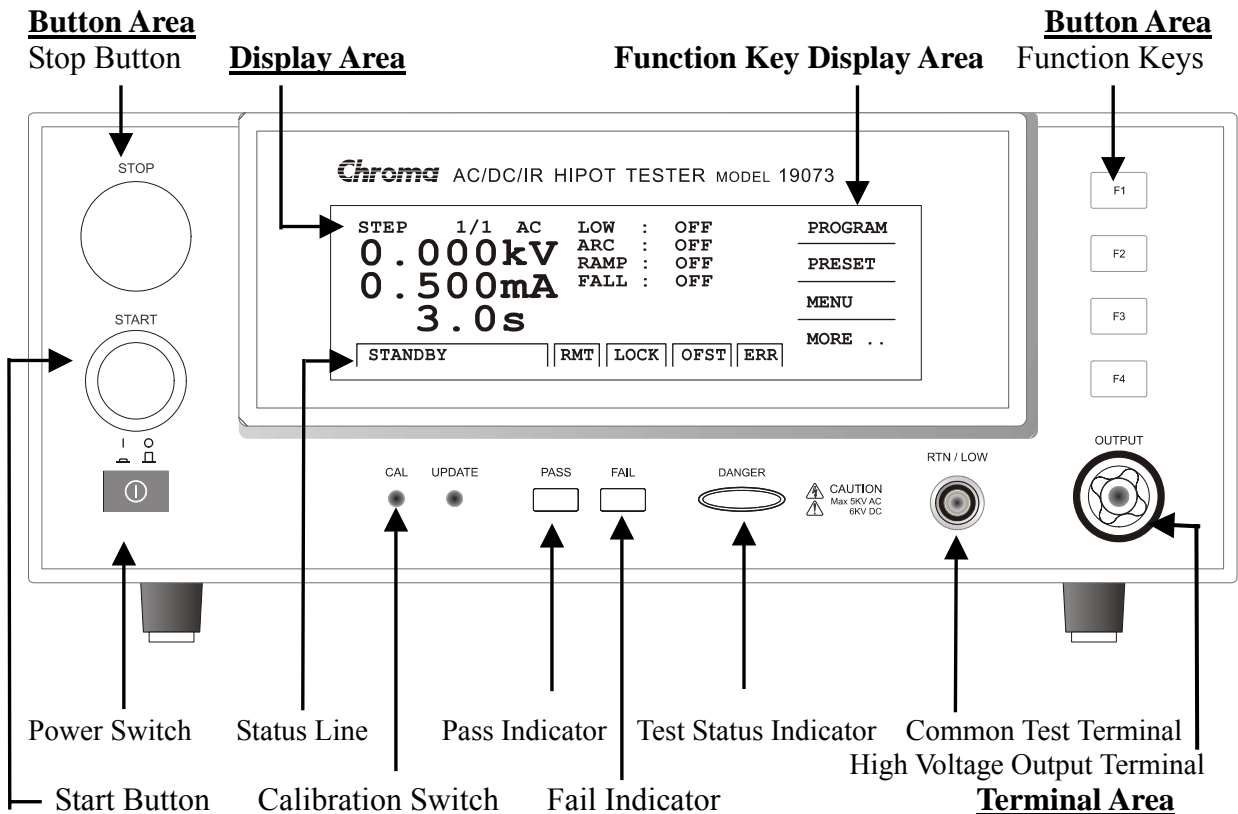 Button Area
Stop Button
Display Area
Function Key Display Area
Button Area
Function Keys
STOP
START
I O
Chroma AC/DC/IR HIPOT TESTER MODEL 19073
STEP 1/1 AC LOW : OFF
0.000kV ARC : OFF
RAMP : OFF
0.500mA FALL : OFF
3.0s
STANDBY RMT LOCK OFST ERR
PROGRAM
PRESET
MENU
MORE ..
F1
F2
F3
F4
CAL UPDATE PASS FAIL DANGER
CAUTION
Max 5KV AC
6KV DC
RTN / LOW
OUTPUT
Power Switch Status Line Pass Indicator Test Status Indicator Common Test Terminal
High Voltage Output Terminal
Start Button Calibration Switch Fail Indicator Terminal Area